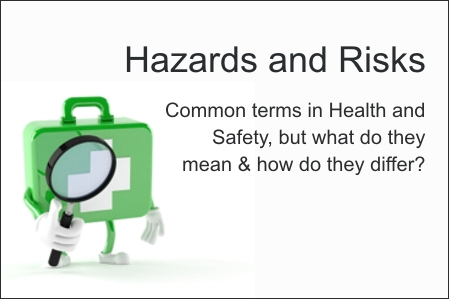 Hazards and Risks
Common terms in Health and
Safety, but what do they
mean & how do they differ?